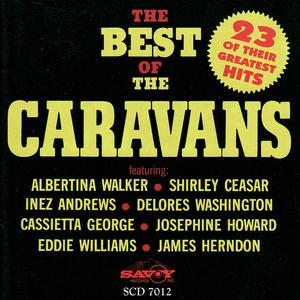 THE
BEST
OF
THE
CARAVANS
23
OF THEIR
GREATEST
HITS
featuring:
ALBERTINA WALKER • SHIRLEY CEASAR
INEZ ANDREWS • DELORES WASHINGTON
CASSIETTA GEORGE • JOSEPHINE HOWARD
EDDIE WILLIAMS • JAMES HERNDON
SAVOY
RECORDS INC.
SCD 7012